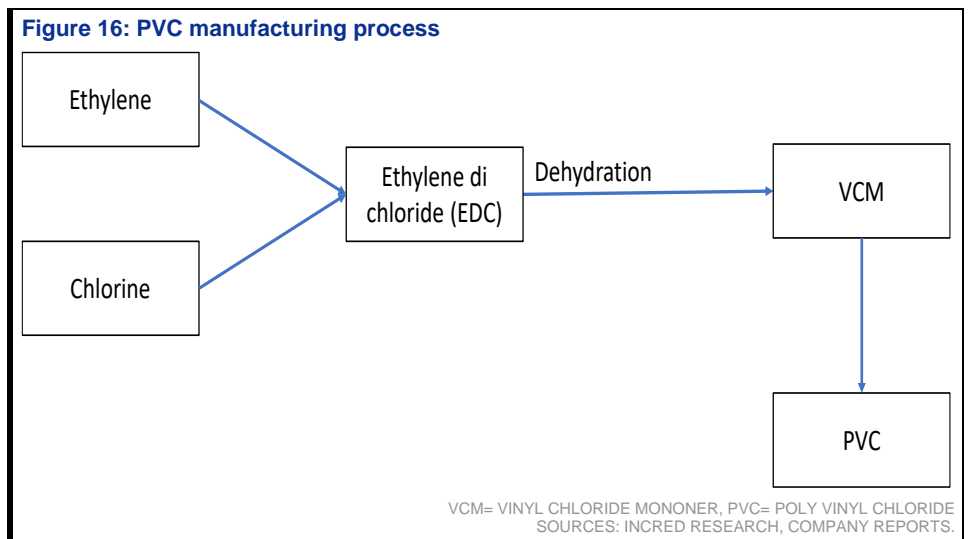 Figure 16: PVC manufacturing process
Ethylene
Chlorine
Ethylene di
chloride (EDC)
Dehydration
VCM
PVC
VCM= VINYL CHLORIDE MONONER, PVC= POLY VINYL CHLORIDE
SOURCES: INCRED RESEARCH, COMPANY REPORTS.